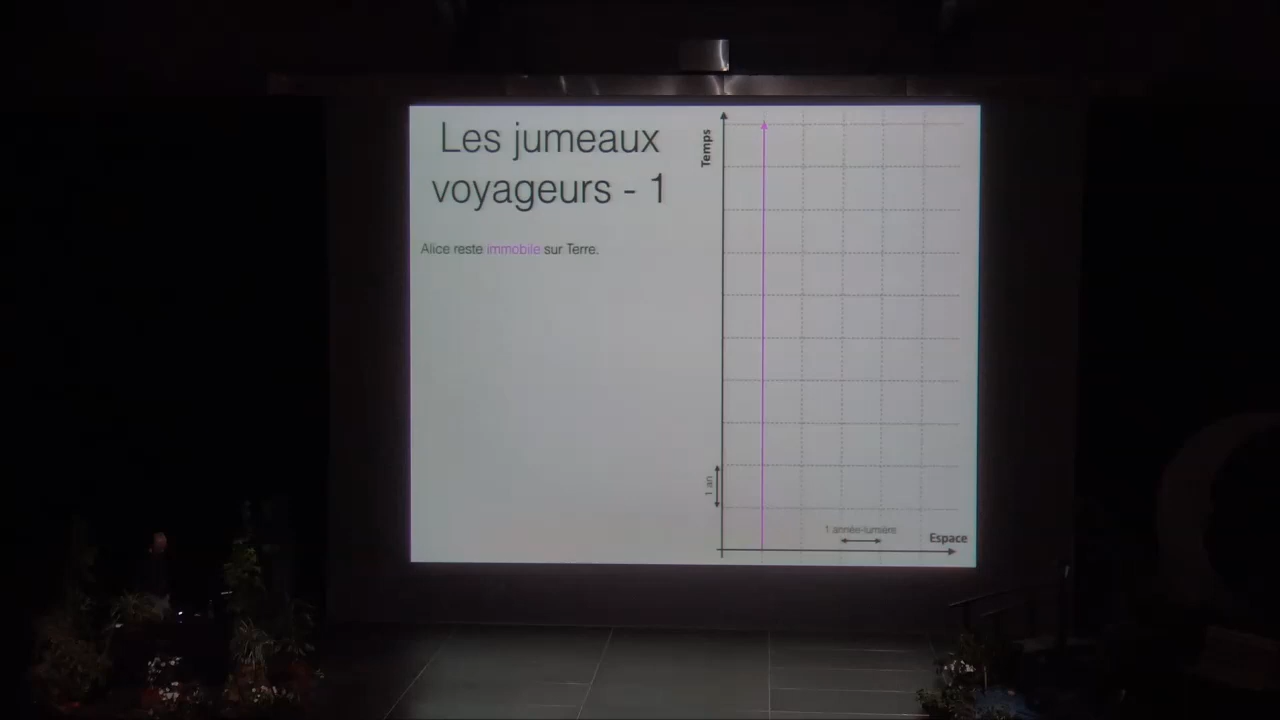 Les jumeaux
voyageurs - 1
Alice reste immobile sur Terre.
Temps
1 an
1 année-lumière
Espace